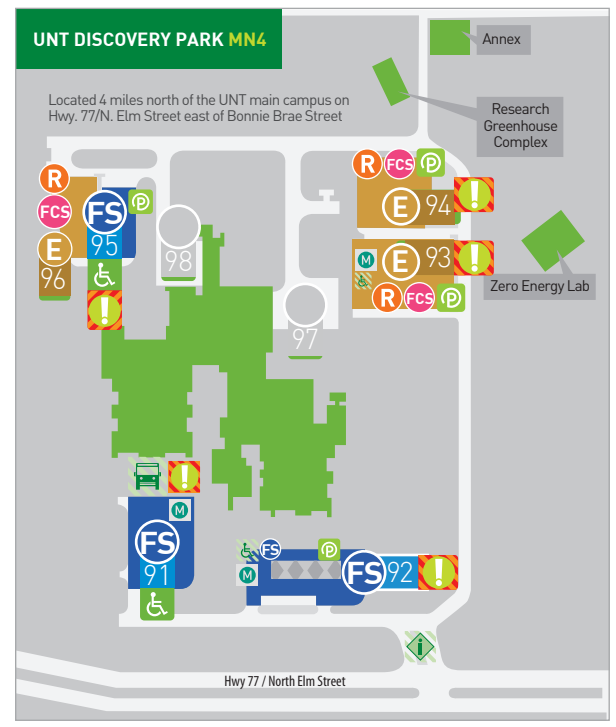 UNT DISCOVERY PARK MN4
Annex
Located 4 miles north of the UNT main campus on
Hwy. 77/N. Elm Street east of Bonnie Brae Street
Research
Greenhouse
Complex
R
FCS
P
R
FCS
P
FS
E
94
!
95
98
E
96
M
E
93
!
Zero Energy Lab
R
FCS
P
!
97
!
M
FS
91
FS
P
M
FS
92
!
i
Hwy 77 / North Elm Street